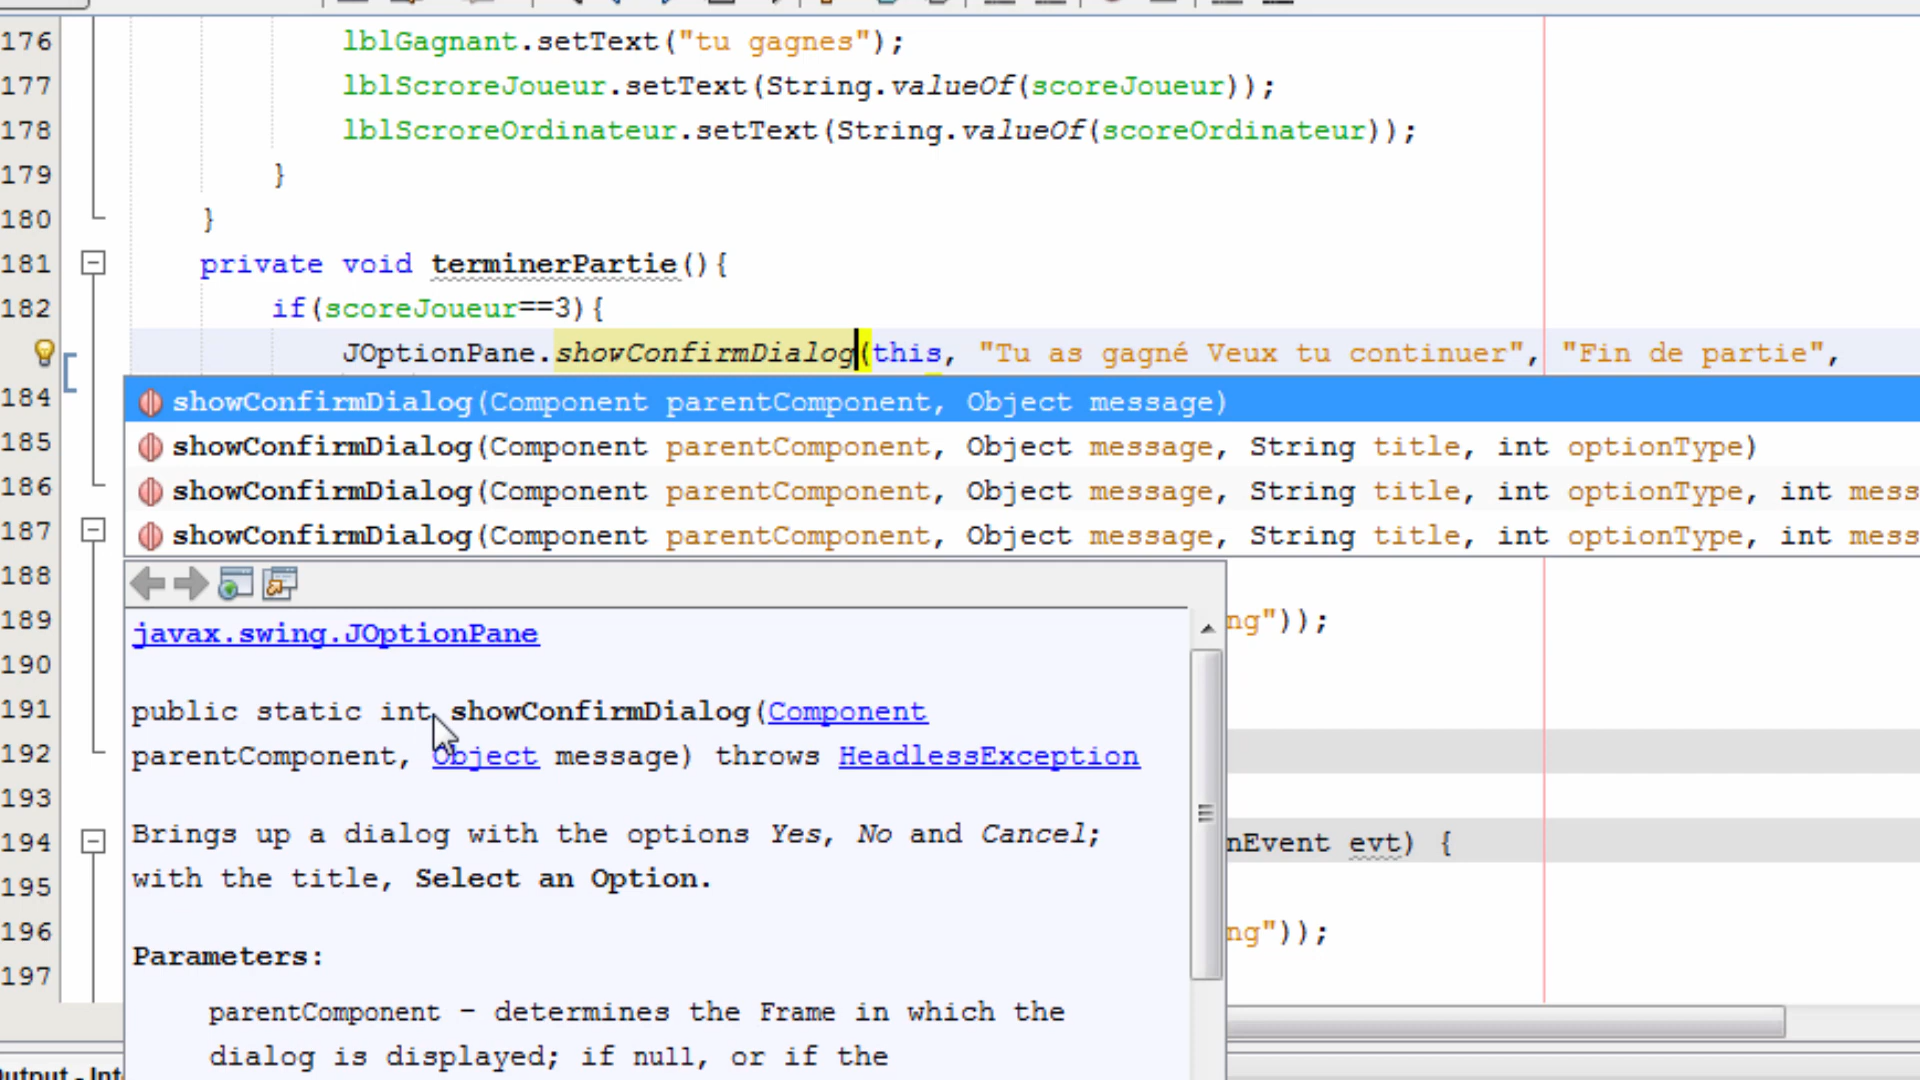 176 lblGagnant.setText("tu gagnes");
177 lblScroreJoueur.setText(String.valueOf(scoreJoueur));
178 lblScroreOrdinateur.setText(String.valueOf(scoreOrdinateur));
179 }
180 }
181 private void terminerPartie(){
182 if(scoreJoueur==3){
JOptionPane.showConfirmDialog(this, "Tu as gagné Veux tu continuer", "Fin de partie",
184 showConfirmDialog(Component parentComponent, Object message)
185 showConfirmDialog(Component parentComponent, Object message, String title, int optionType)
186 showConfirmDialog(Component parentComponent, Object message, String title, int optionType, int mess
187 showConfirmDialog(Component parentComponent, Object message, String title, int optionType, int mess
188
189 javax.swing.JOptionPane ng"));
190
191 public static int showConfirmDialog(Component
192 parentComponent, Object message) throws HeadlessException
193
194 Brings up a dialog with the options Yes, No and Cancel; nEvent evt) {
195 with the title, Select an Option.
196 Parameters: ng"));
197
parentComponent - determines the Frame in which the
dialog is displayed; if null, or if the
utput - Int